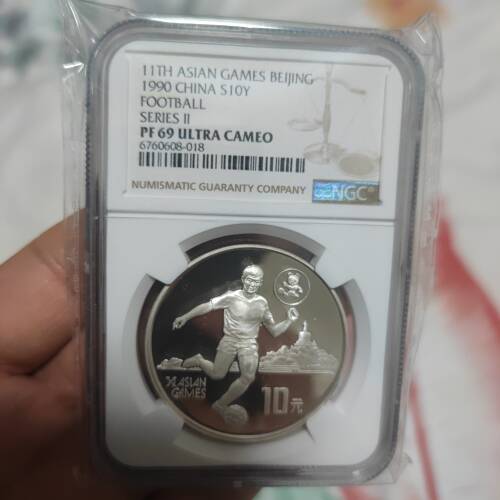 11TH ASIAN GAMES BEIJING
1990 CHINA S10Y
FOOTBALL
SERIES II
PF 69 ULTRA CAMEO
6760608-018
NUMISMATIC GUARANTY COMPANY
NGC
XI ASIAN
GAMES
10元